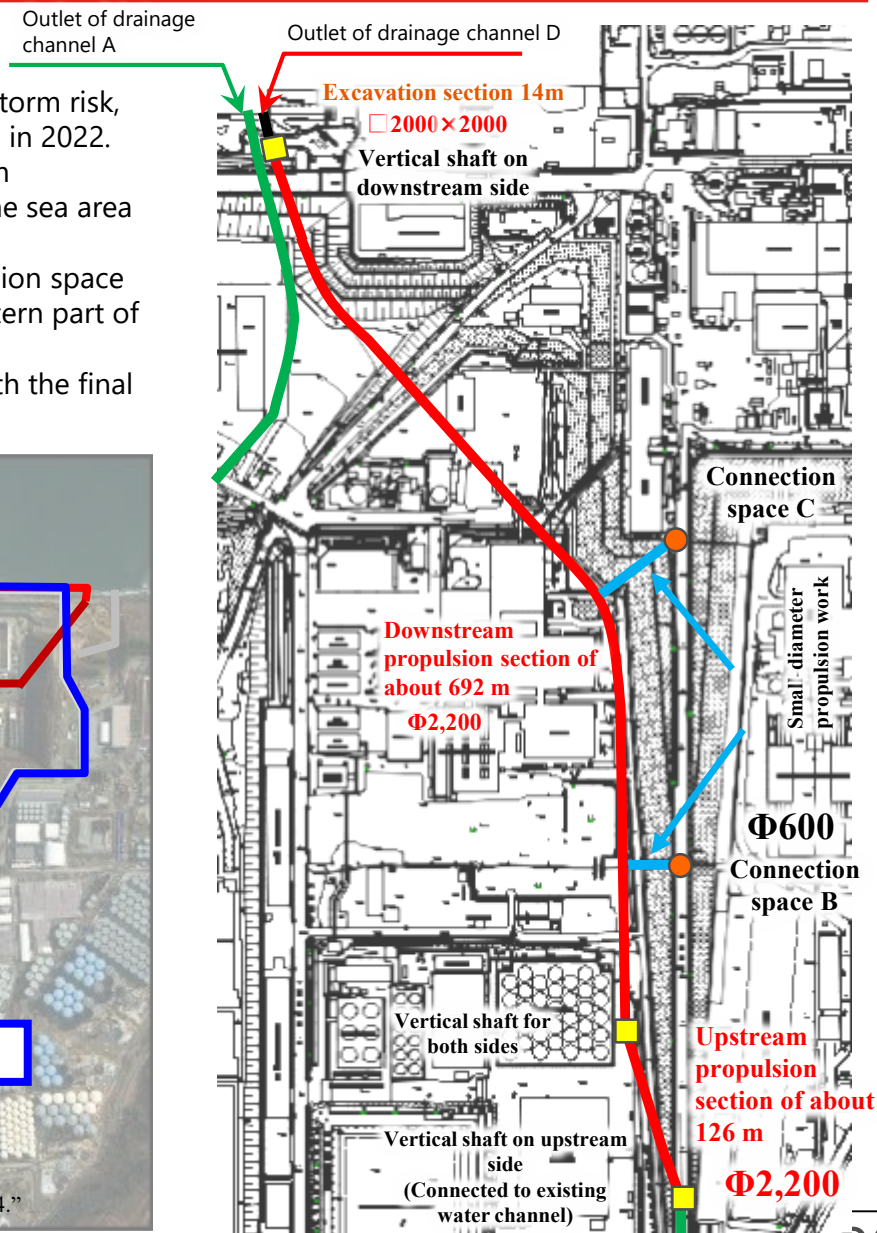 Outlet of drainage
channel A
Outlet of drainage channel D
torm risk,
in 2022.
ne sea area
ion space
tern part of
th the final
Excavation section 14m
□2000×2000
Vertical shaft on
downstream side
Connection
space C
Small-diameter
propulsion work
Downstream
propulsion section of
about 692 m
Φ2,200
Φ600
Connection
space B
Vertical shaft for
both sides
Upstream
propulsion
section of about
126 m
Φ2,200
Vertical shaft on upstream
side
(Connected to existing
water channel)
4.”